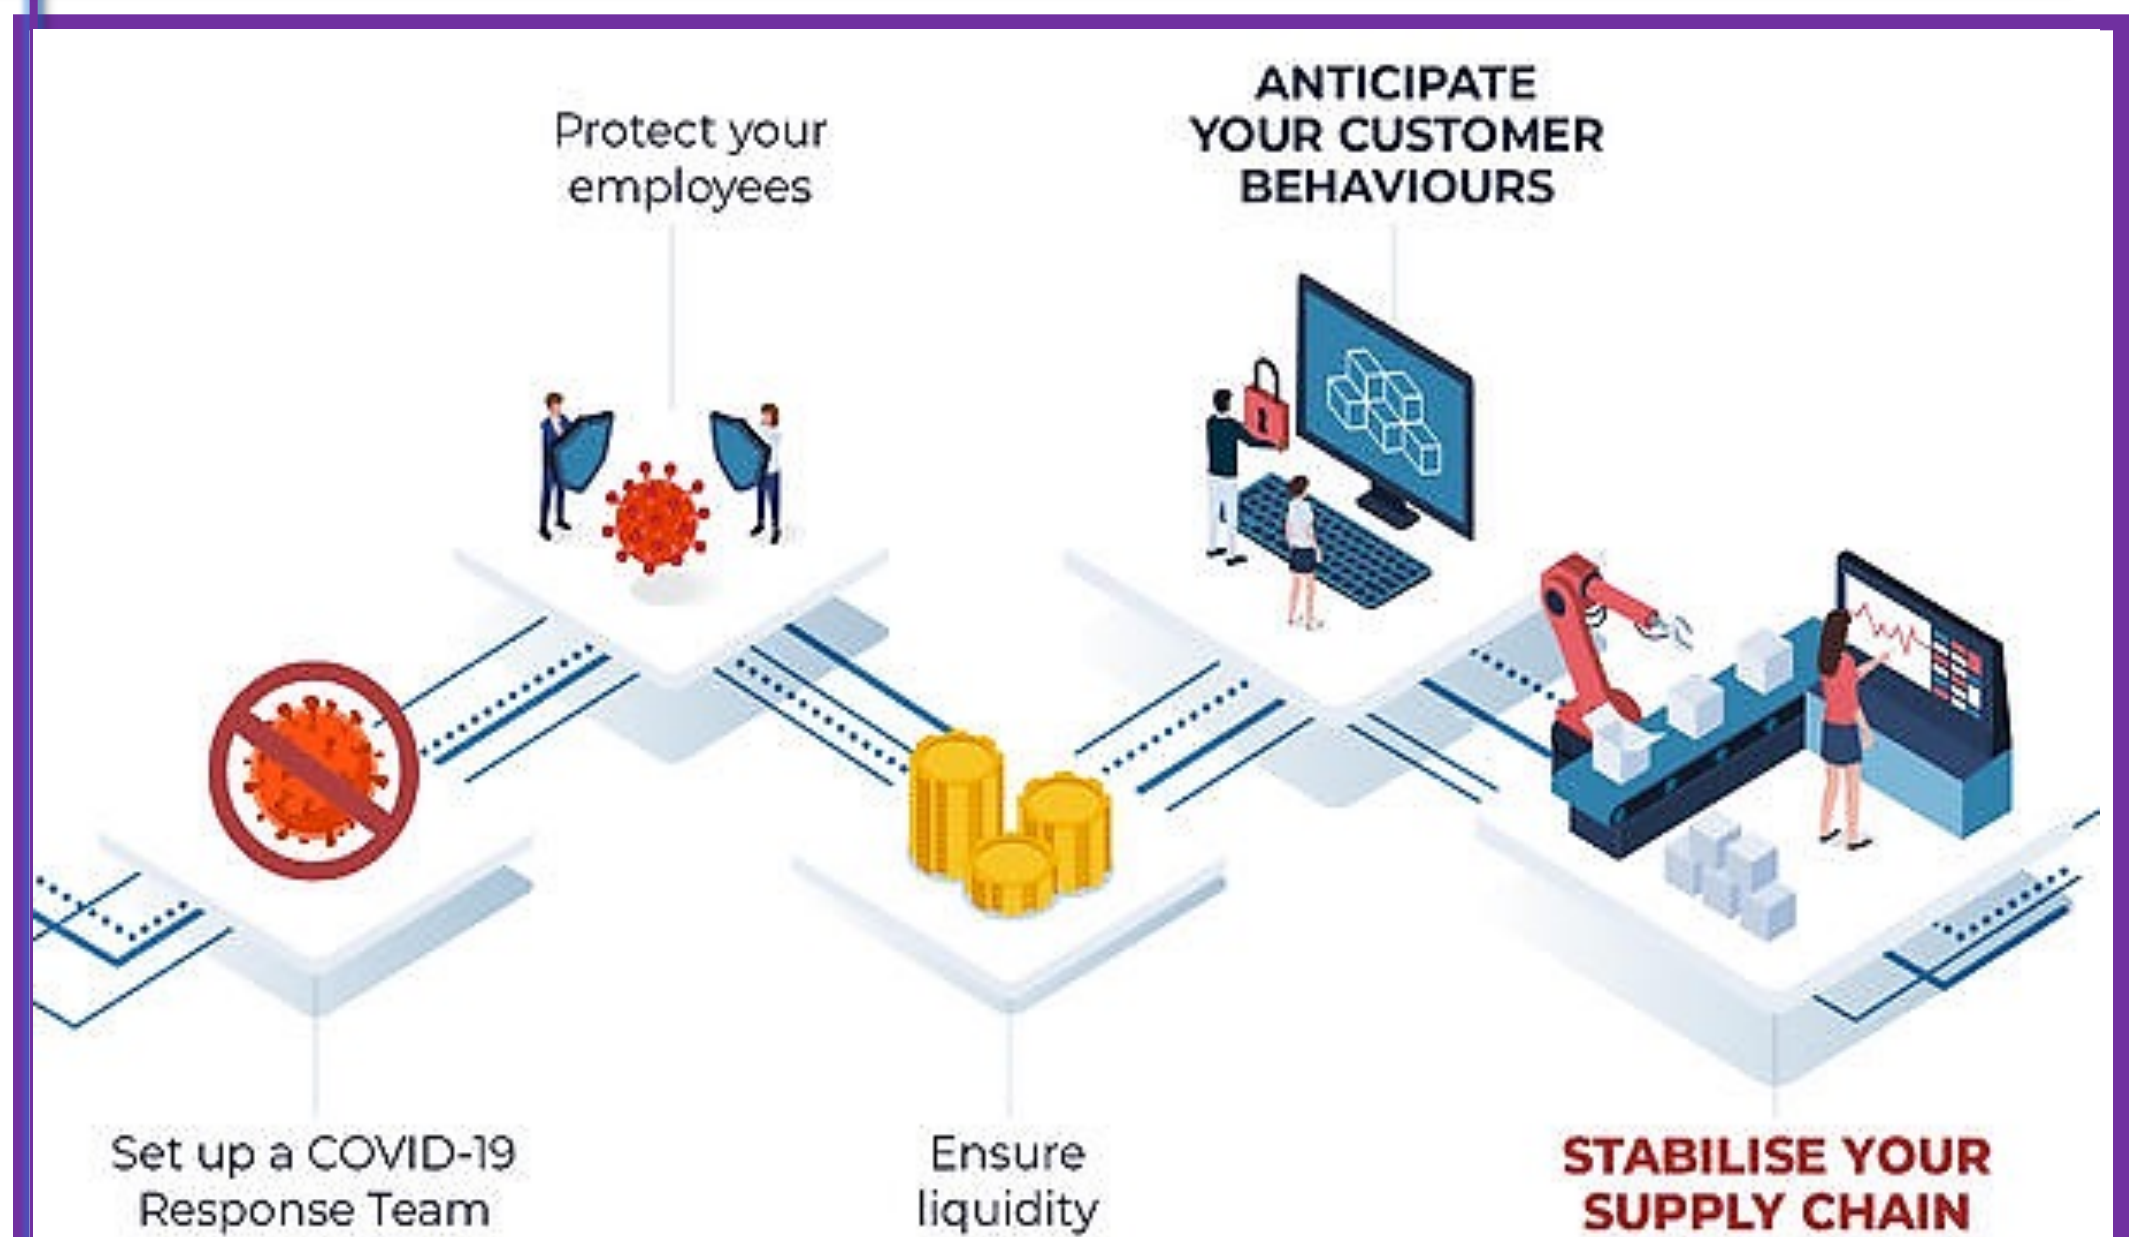 Protect your
employees
ANTICIPATE
YOUR CUSTOMER
BEHAVIOURS
Set up a COVID-19
Response Team
Ensure
liquidity
STABILISE YOUR
SUPPLY CHAIN